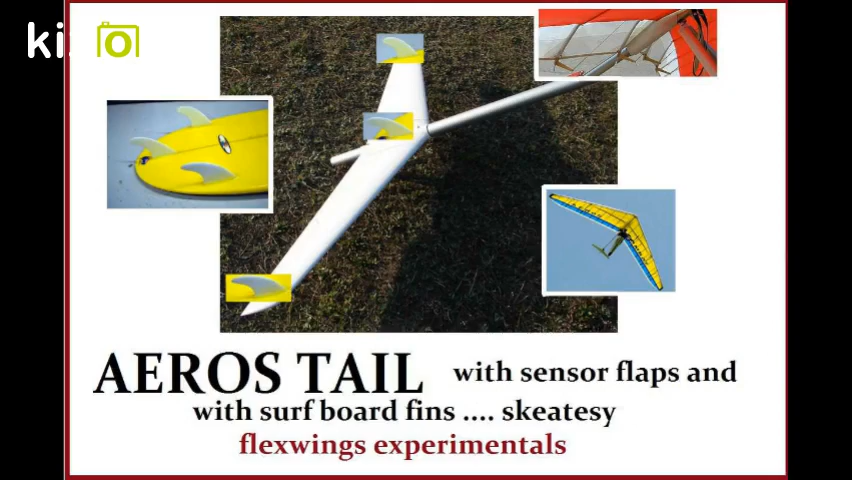 AEROS TAIL with sensor flaps and
with surf board fins .... skeatesy
flexwings experimentals